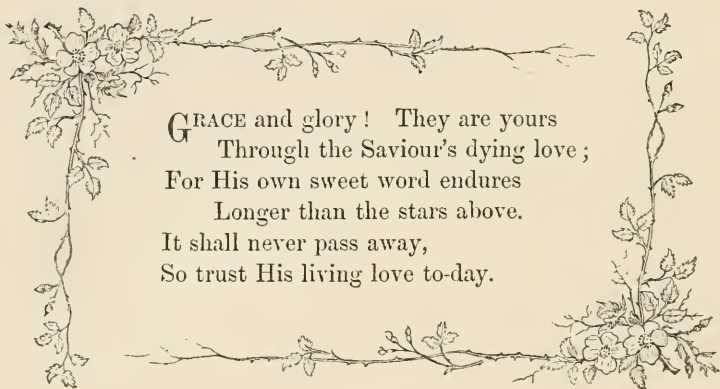 GRACE and glory! They are yours
Through the Saviour's dying love;
For His own sweet word endures
Longer than the stars above.
It shall never pass away,
So trust His living love to-day.